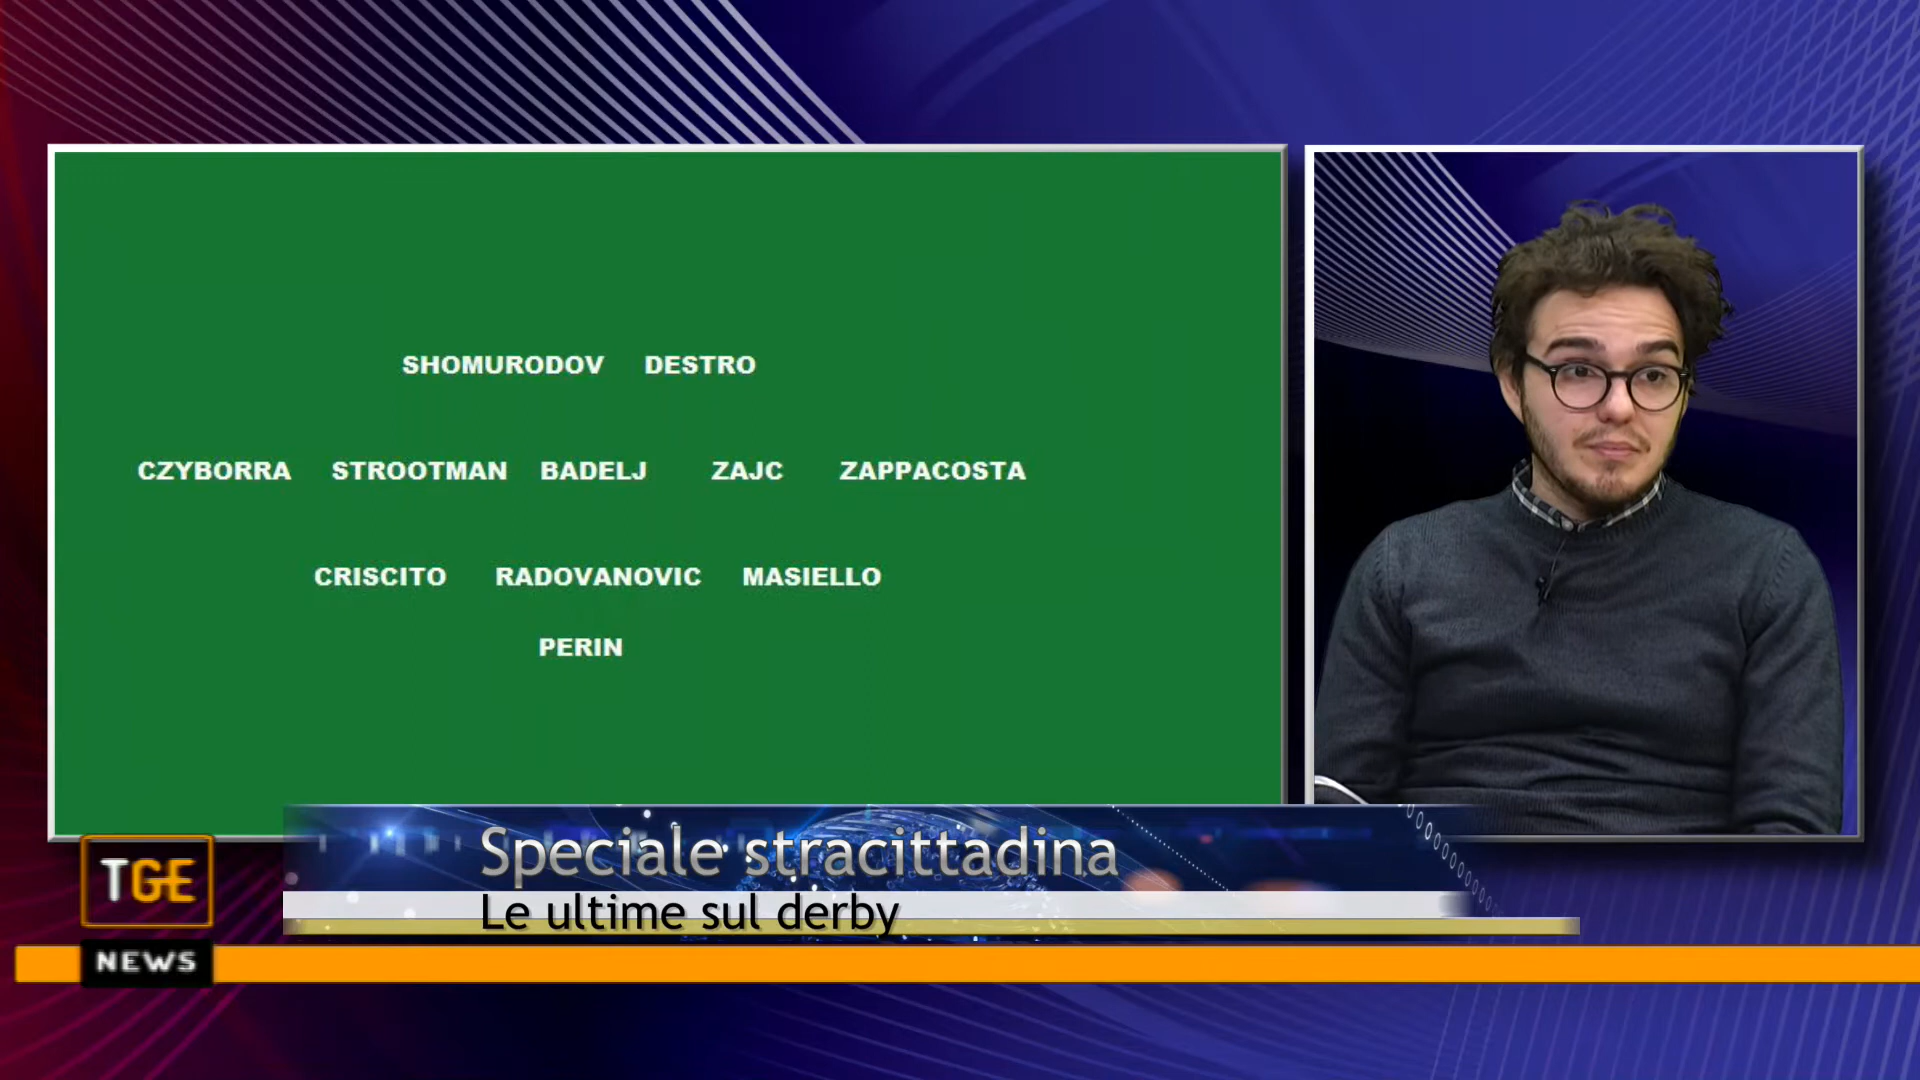 SHOMURODOV DESTRO
CZYBORRA STROOTMAN BADELJ ZAJC ZAPPACOSTA
CRISCITO RADOVANOVIC MASIELLO
PERIN
Speciale stracittadina
Le ultime sul derby
TGE
NEWS